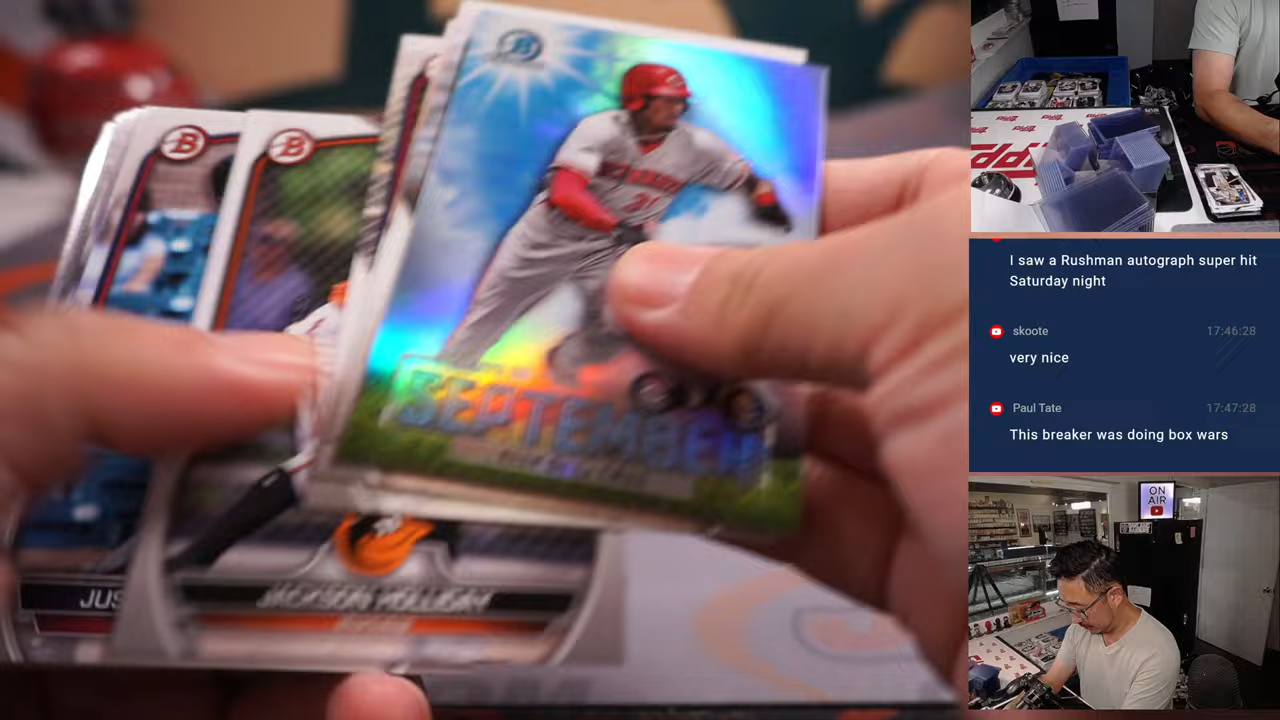 B
B
B
SEPTEMBER
JUS
JACKSON HOLLIDAY
I saw a Rushman autograph super hit
Saturday night
skoote
17:46:28
very nice
Paul Tate
17:47:28
This breaker was doing box wars
ON
AIR